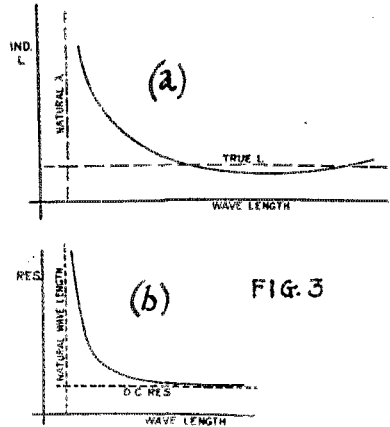 IND.
L.
NATURAL λ
(a)
TRUE L.
WAVE LENGTH
RES.
NATURAL WAVE LENGTH
(b)
FIG. 3
D C RES
WAVE LENGTH